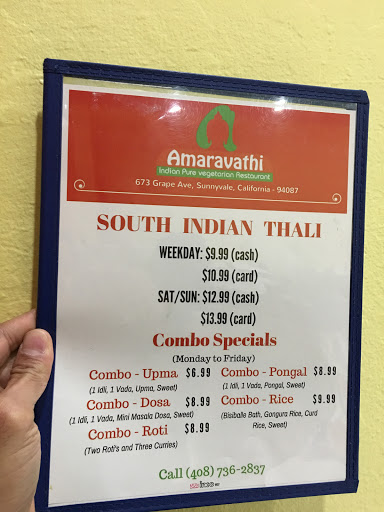 Amaravathi
Indian Pure vegetarian Restaurant
673 Grape Ave, Sunnyvale, California - 94087
SOUTH INDIAN THALI
WEEKDAY: $9.99 (cash)
$10.99 (card)
SAT/SUN: $12.99 (cash)
$13.99 (card)
Combo Specials
(Monday to Friday)
Combo - Upma $6.99
(1 Idli, 1 Vada, Upma, Sweet)
Combo - Dosa $8.99
(1 Idli, 1 Vada, Mini Masala Dosa, Sweet)
Combo - Roti $8.99
(Two Roti's and Three Curries)
Combo - Pongal $8.99
(1 Idli, 1 Vada, Pongal, Sweet)
Combo - Rice $9.99
(Bisiballe Bath, Gongura Rice, Curd
Rice, Sweet)
Call (408) 736-2837